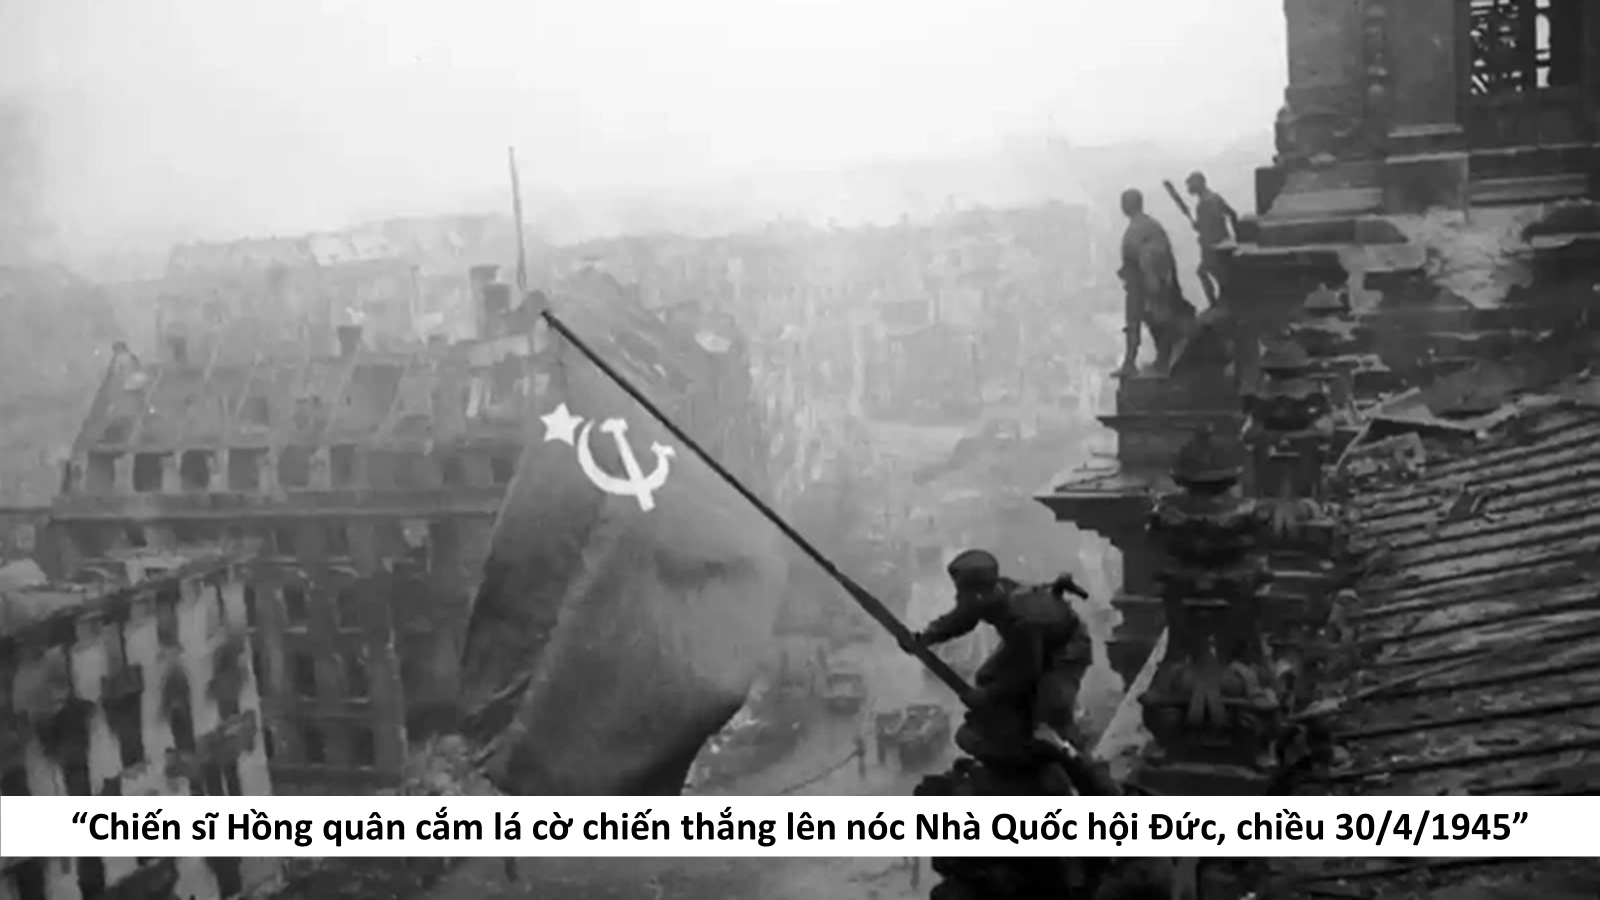 “Chiến sĩ Hồng quân cắm lá cờ chiến thắng lên nóc Nhà Quốc hội Đức, chiều 30/4/1945”